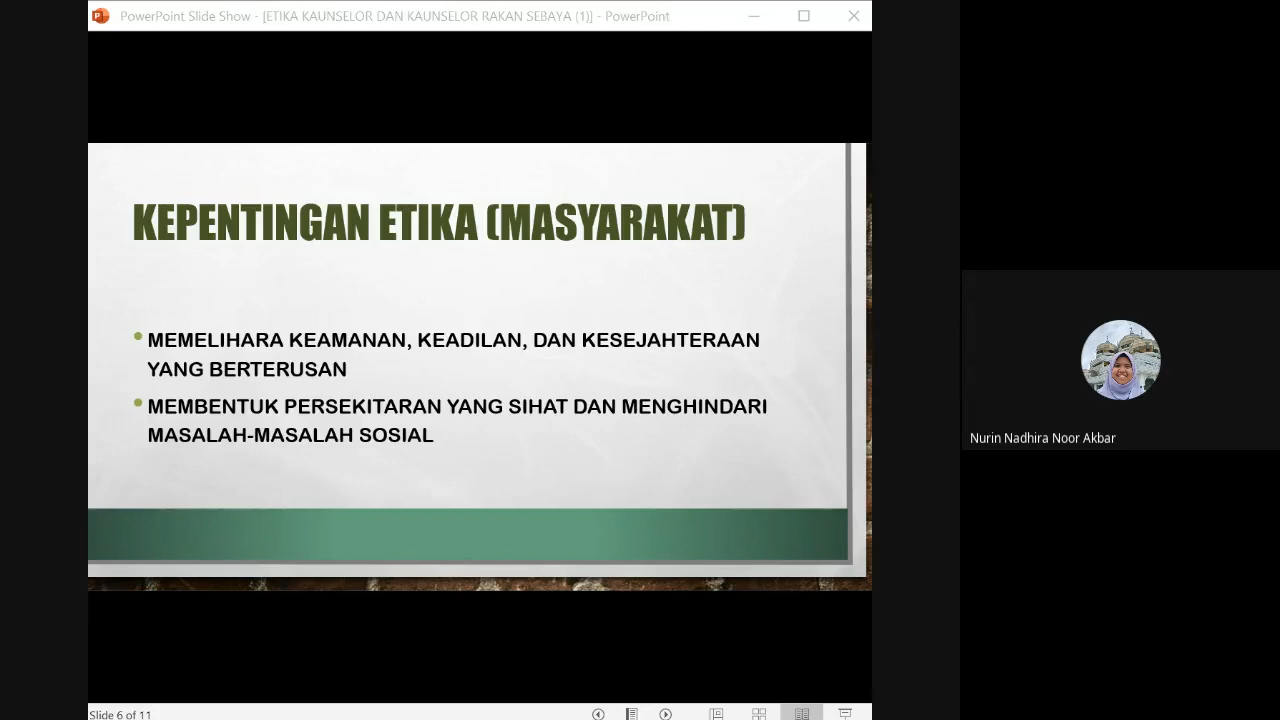 PowerPoint Slide Show - [ETIKA KAUNSELOR DAN KAUNSELOR RAKAN SEBAYA (1)] - PowerPoint
KEPENTINGAN ETIKA (MASYARAKAT)
• MEMELIHARA KEAMANAN, KEADILAN, DAN KESEJAHTERAAN
YANG BERTERUSAN
• MEMBENTUK PERSEKITARAN YANG SIHAT DAN MENGHINDARI
MASALAH-MASALAH SOSIAL
Nurin Nadhira Noor Akbar
Slide 6 of 11